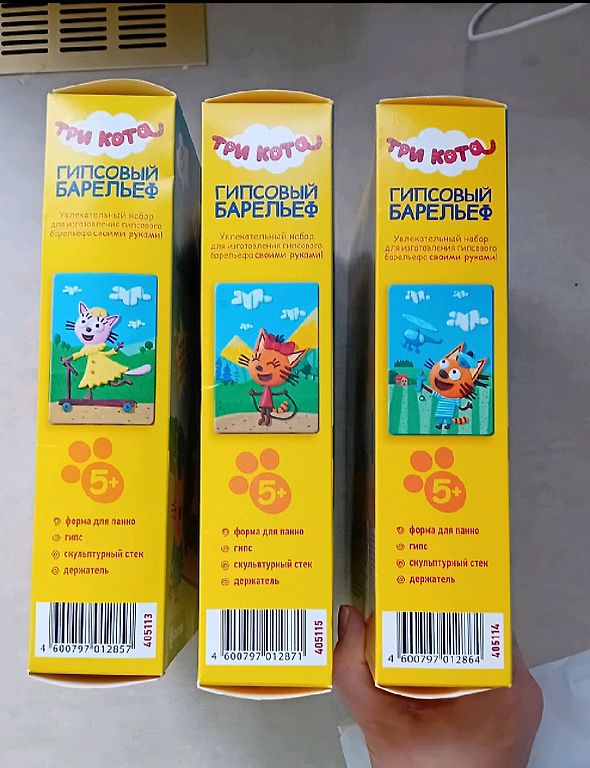 ТРИ КОТА
ГИПСОВЫЙ
БАРЕЛЬЕФ
Увлекательный набор
для изготовления гипсового
барельефа своими руками!
5+
форма для панно
гипс
скульптурный стек
держатель
4 600797 012857
405113
ТРИ КОТА
ГИПСОВЫЙ
БАРЕЛЬЕФ
Увлекательный набор
для изготовления гипсового
барельефа своими руками!
5+
форма для панно
гипс
скульптурный стек
держатель
4 600797 012871
405115
ТРИ КОТА
ГИПСОВЫЙ
БАРЕЛЬЕФ
Увлекательный набор
для изготовления гипсового
барельефа своими руками!
5+
форма для панно
гипс
скульптурный стек
держатель
4 600797 012864
405114